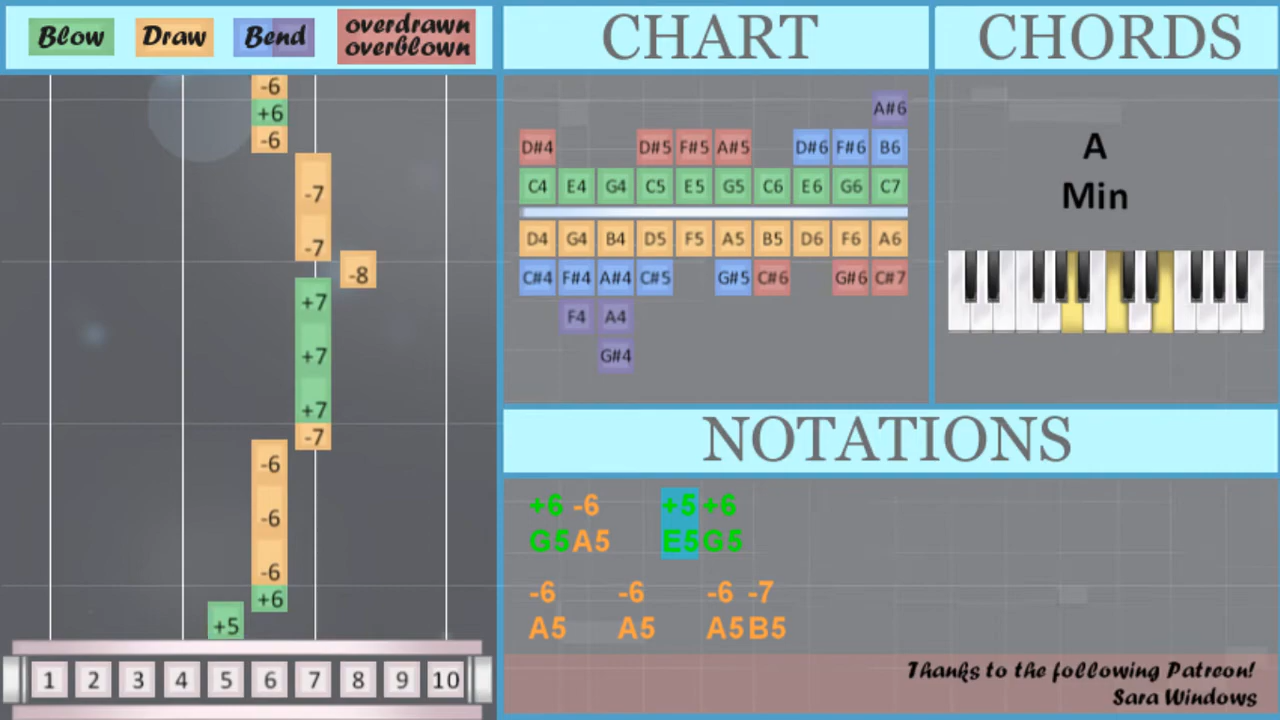 Blow Draw Bend overdrawn
overblown
CHART
CHORDS
-6
+6
-6
-7
-7
-8
+7
+7
+7
-7
-6
-6
-6
+6
+5
1 2 3 4 5 6 7 8 9 10
A#6
D#4 D#5 F#5 A#5 D#6 F#6 B6
C4 E4 G4 C5 E5 G5 C6 E6 G6 C7
D4 G4 B4 D5 F5 A5 B5 D6 F6 A6
C#4 F#4 A#4 C#5 G#5 C#6 G#6 C#7
F4 A4
G#4
A
Min
NOTATIONS
+6 -6 +5 +6
G5 A5 E5 G5
-6 -6 -6 -7
A5 A5 A5 B5
Thanks to the following Patreon!
Sara Windows